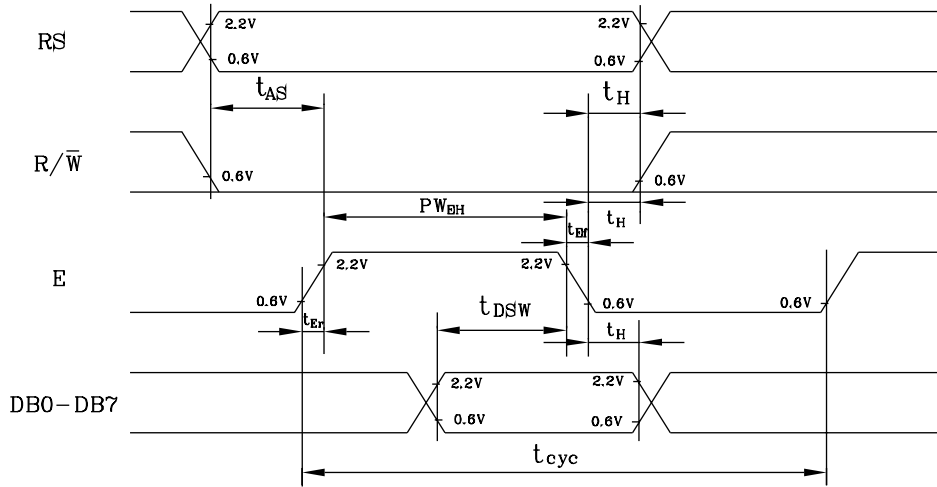 RS
2.2V
2.2V
0.6V
0.6V
tAS
tH
R/W̅
0.6V
0.6V
PWEH
tEf
tH
E
2.2V
2.2V
0.6V
0.6V
0.6V
tEr
tDSW
tH
DB0-DB7
2.2V
2.2V
0.6V
0.6V
tcyc